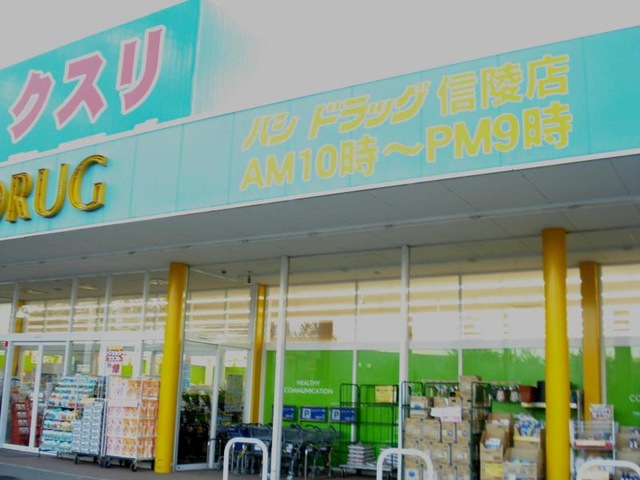 クスリ
DRUG
ハシ ドラッグ 信陵店
AM10時～PM9時
HEALTHY
COMMUNICATION
P
P